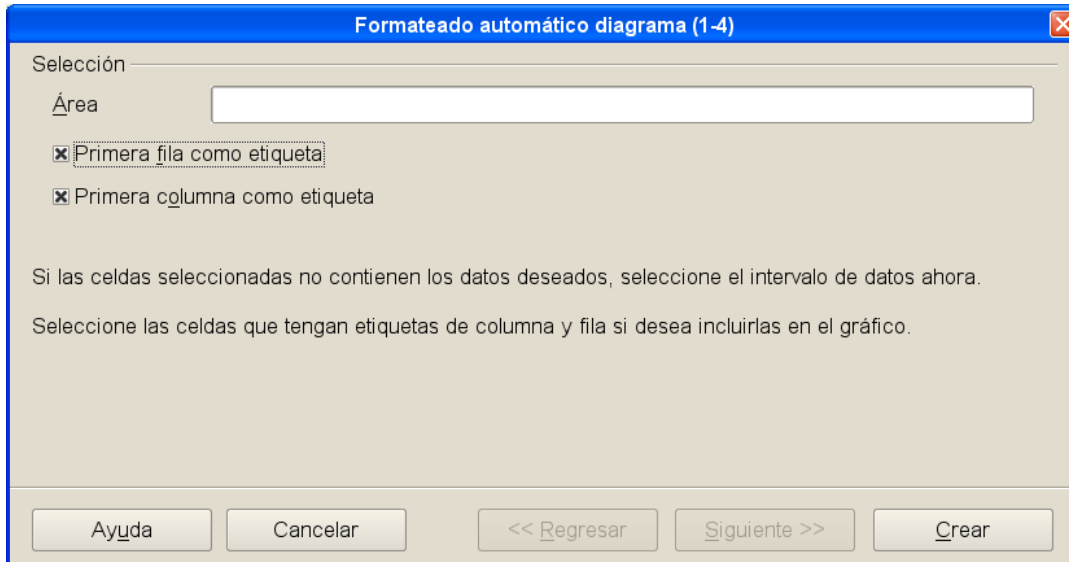 Formateado automático diagrama (1-4)
Selección
Área
Primera fila como etiqueta
Primera columna como etiqueta
Si las celdas seleccionadas no contienen los datos deseados, seleccione el intervalo de datos ahora.
Seleccione las celdas que tengan etiquetas de columna y fila si desea incluirlas en el gráfico.
Ayuda Cancelar << Regresar Siguiente >> Crear